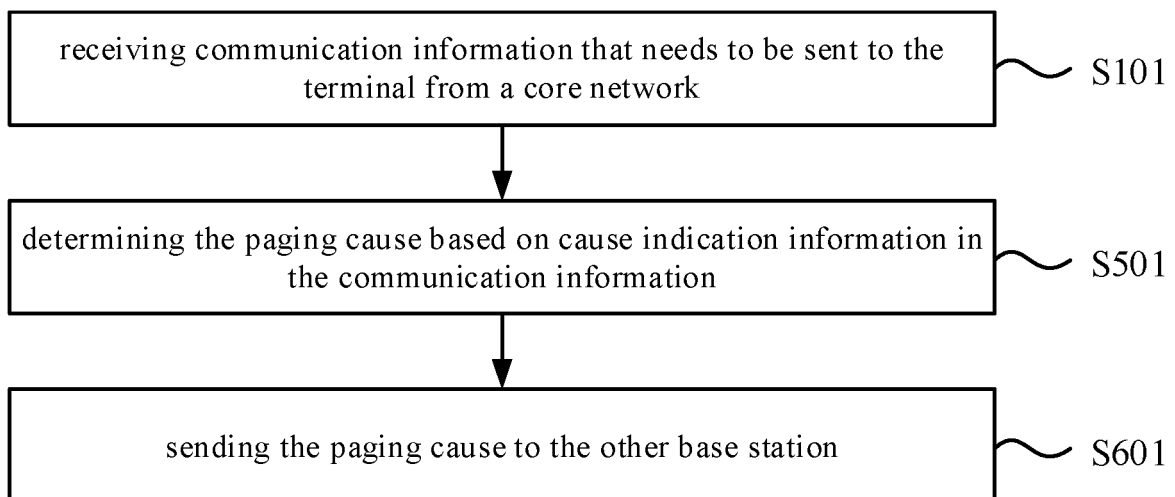 receiving communication information that needs to be sent to the
terminal from a core network
S101
determining the paging cause based on cause indication information in
the communication information
S501
sending the paging cause to the other base station
S601